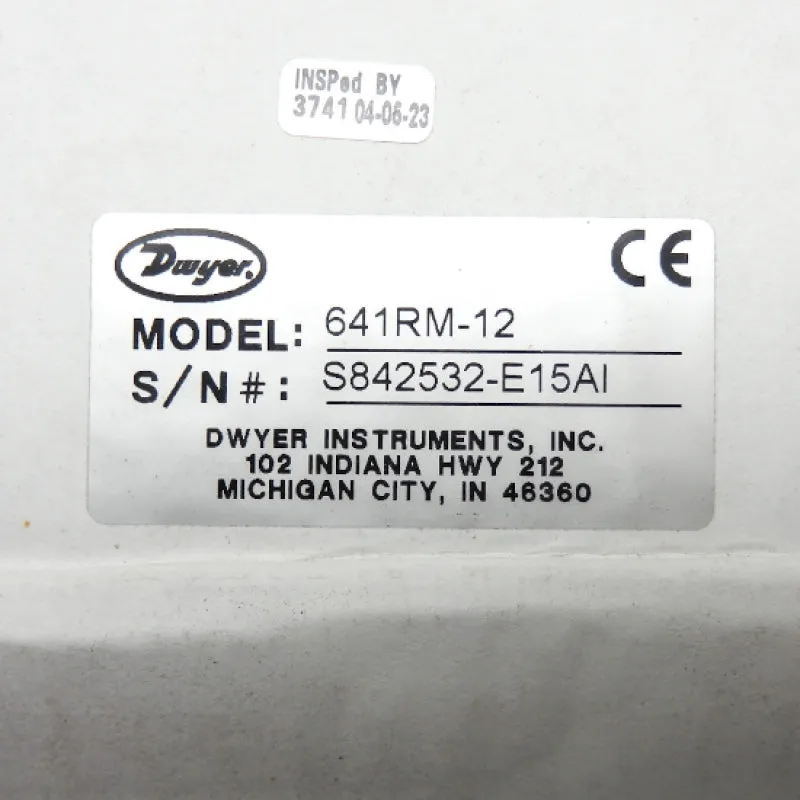 INSPed BY
3741 04-06-23
Dwyer.
CE
MODEL: 641RM-12
S/N#: S842532-E15AI
DWYER INSTRUMENTS, INC.
102 INDIANA HWY 212
MICHIGAN CITY, IN 46360